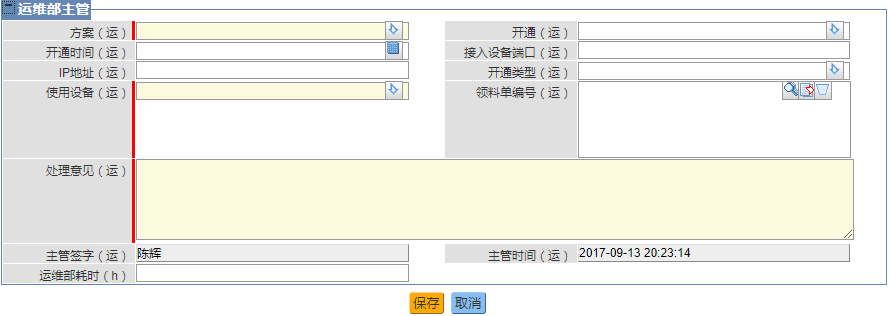 运维部主管
方案（运） 开通（运）
开通时间（运） 接入设备端口（运）
IP地址（运） 开通类型（运）
使用设备（运） 领料单编号（运）
处理意见（运）
主管签字（运） 陈辉 主管时间（运） 2017-09-13 20:23:14
运维部耗时（h）
保存 取消